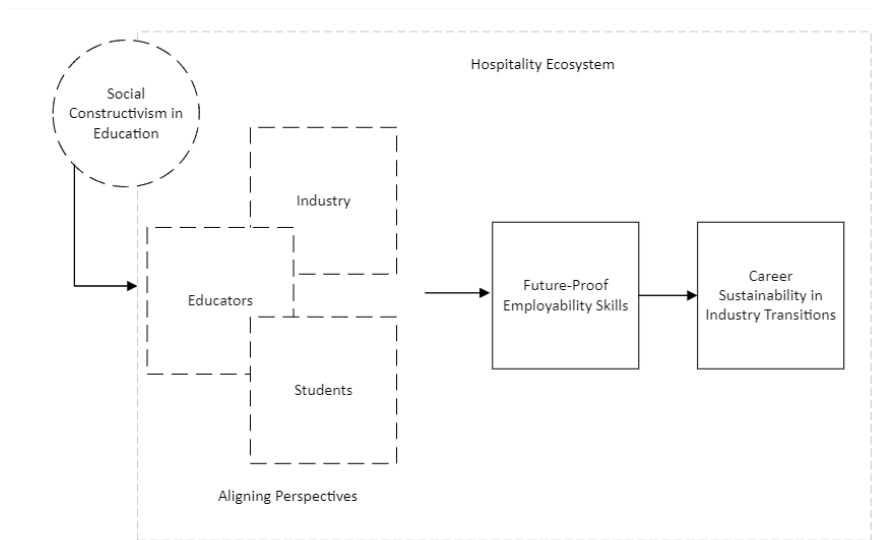 Hospitality Ecosystem
Social
Constructivism in
Education
Industry
Educators
Students
Aligning Perspectives
Future-Proof
Employability Skills
Career
Sustainability in
Industry Transitions